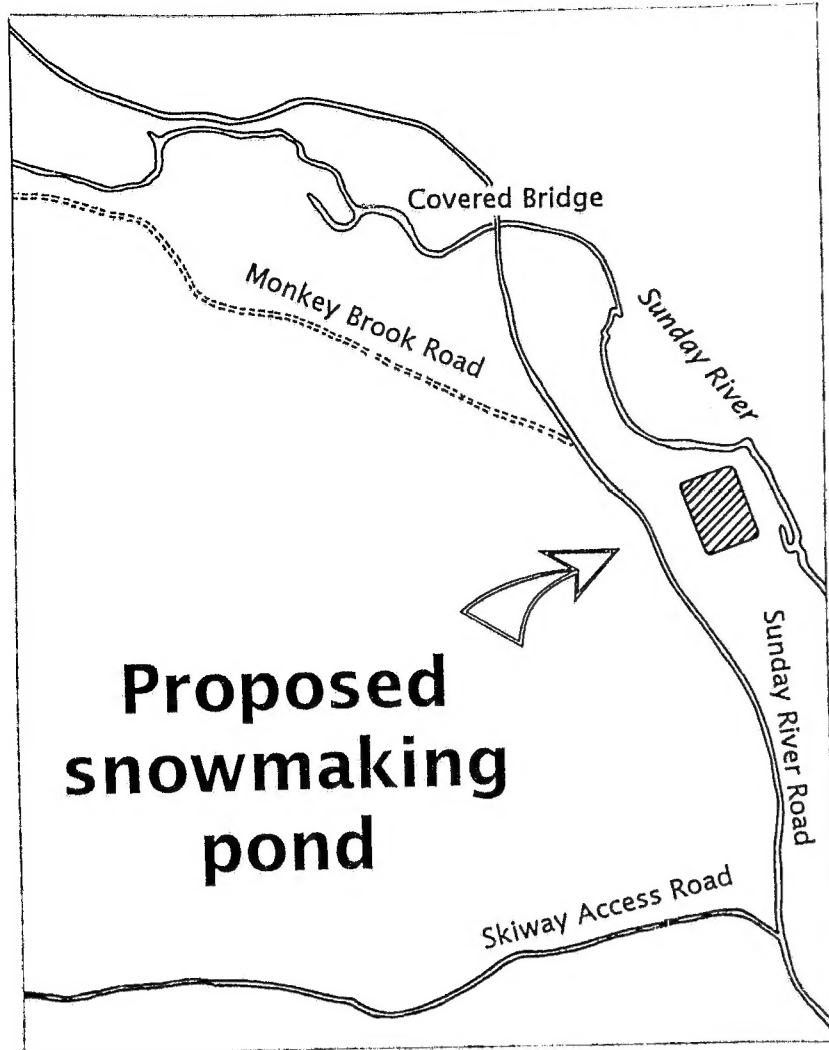 Covered Bridge
Monkey Brook Road
Sunday River
Proposed
snowmaking
pond
Sunday River Road
Skiway Access Road